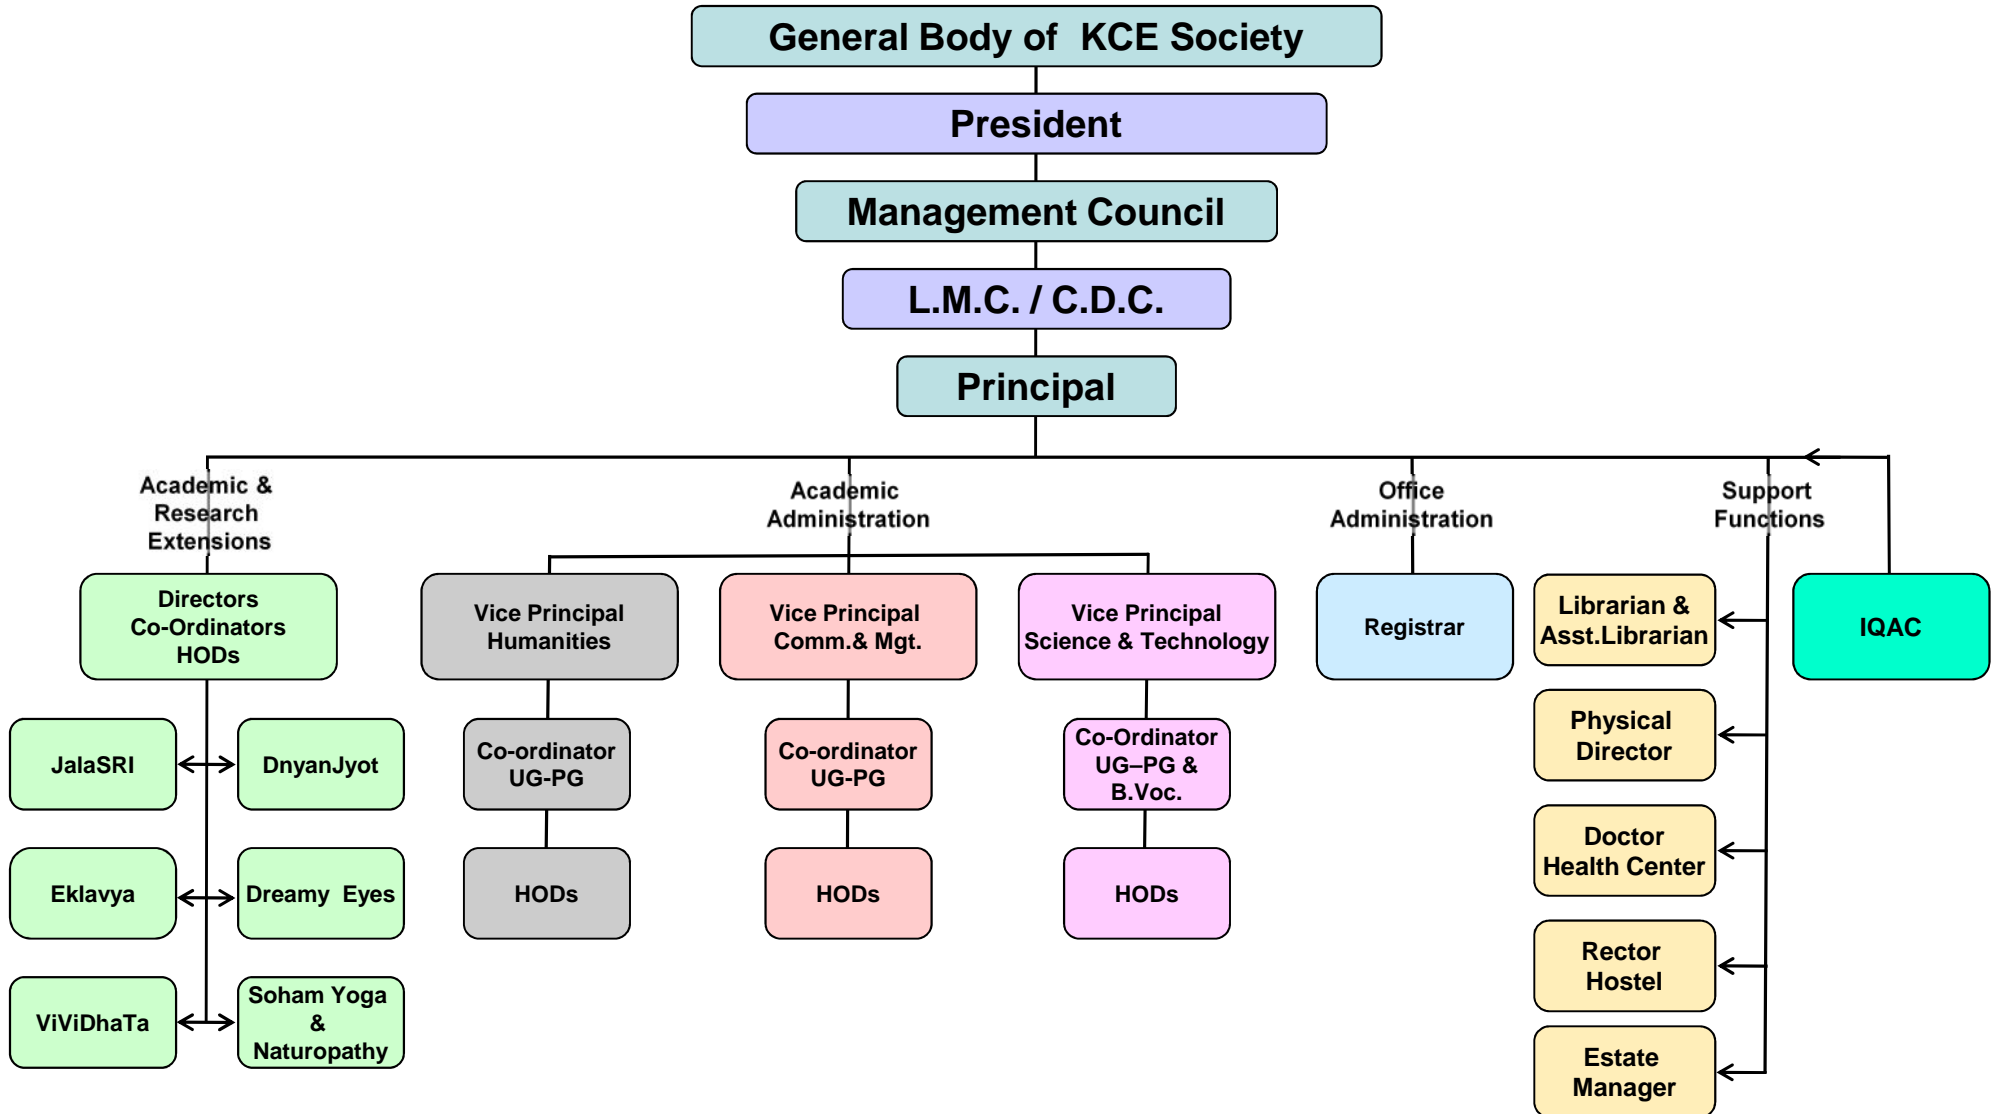 General Body of  KCE Society
President
Management Council
L.M.C. / C.D.C.
Principal
Academic &
Research
Extensions
Academic
Administration
Office
Administration
Support
Functions
Directors
Co-Ordinators
HODs
Vice Principal
Humanities
Vice Principal
Comm.& Mgt.
Vice Principal
Science & Technology
Registrar
Librarian &
Asst.Librarian
IQAC
JalaSRI
DnyanJyot
Co-ordinator
UG-PG
Co-ordinator
UG-PG
Co-Ordinator
UG–PG &
B.Voc.
Physical
Director
Eklavya
Dreamy  Eyes
HODs
HODs
HODs
Doctor
Health Center
Rector
Hostel
ViViDhaTa
Soham Yoga
&
Naturopathy
Estate
Manager